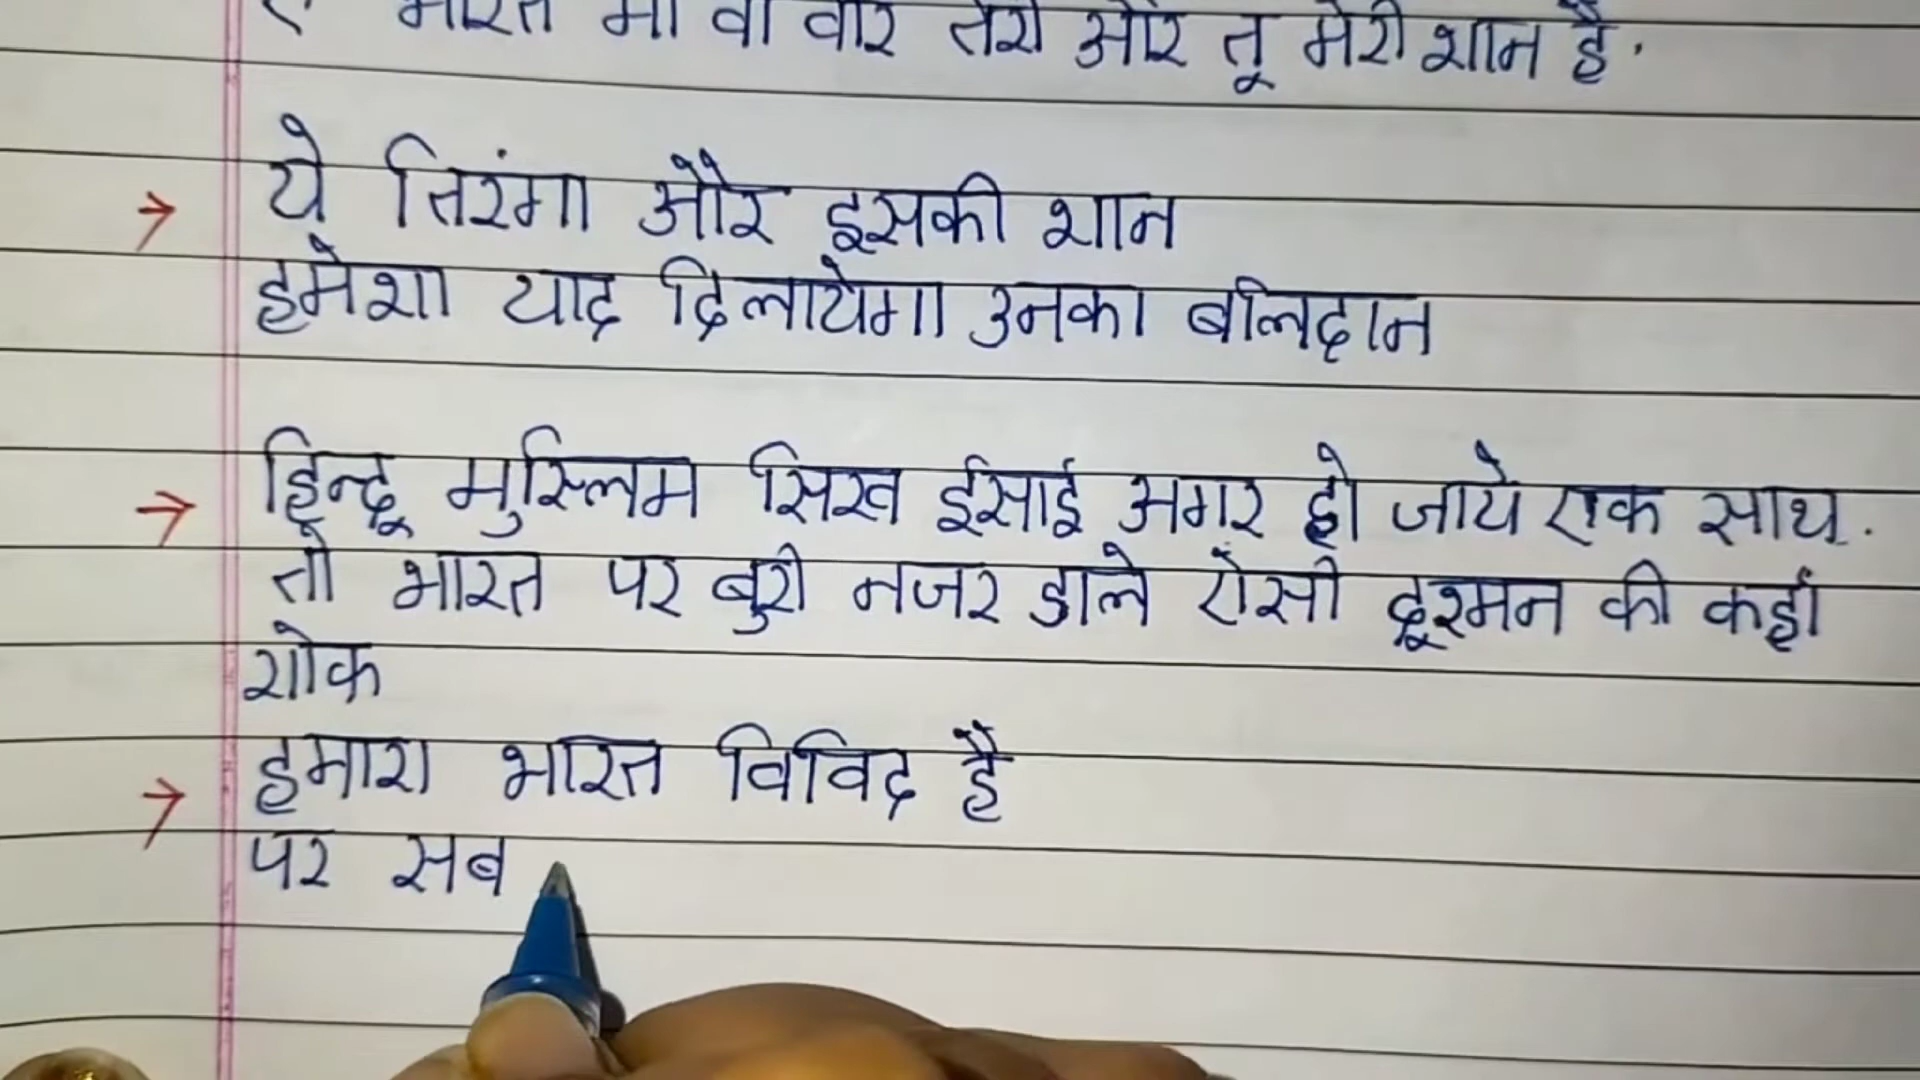 ए भारत माँ वो वीर तेरी और तू मेरी शान है.
ये तिरंगा और इसकी शान
हमेशा याद दिलायेगा उनका बलिदान
हिन्दू मुस्लिम सिख ईसाई अगर हो जाये एक साथ.
तो भारत पर बुरी नजर डाले ऐसी दूश्मन की कहाँ
शोक
हमारा भारत विविद है
पर सब